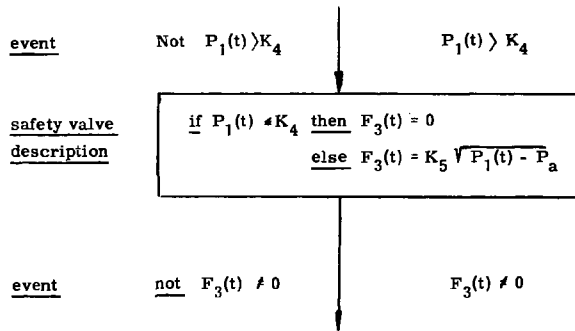 event Not P₁(t) 〉K₄ P₁(t) 〉 K₄
safety valve if P₁(t) ≤K₄ then F₃(t) = 0
description else F₃(t) = K₅ √P₁(t) - Pₐ
event not F₃(t) ≠ 0 F₃(t) ≠ 0